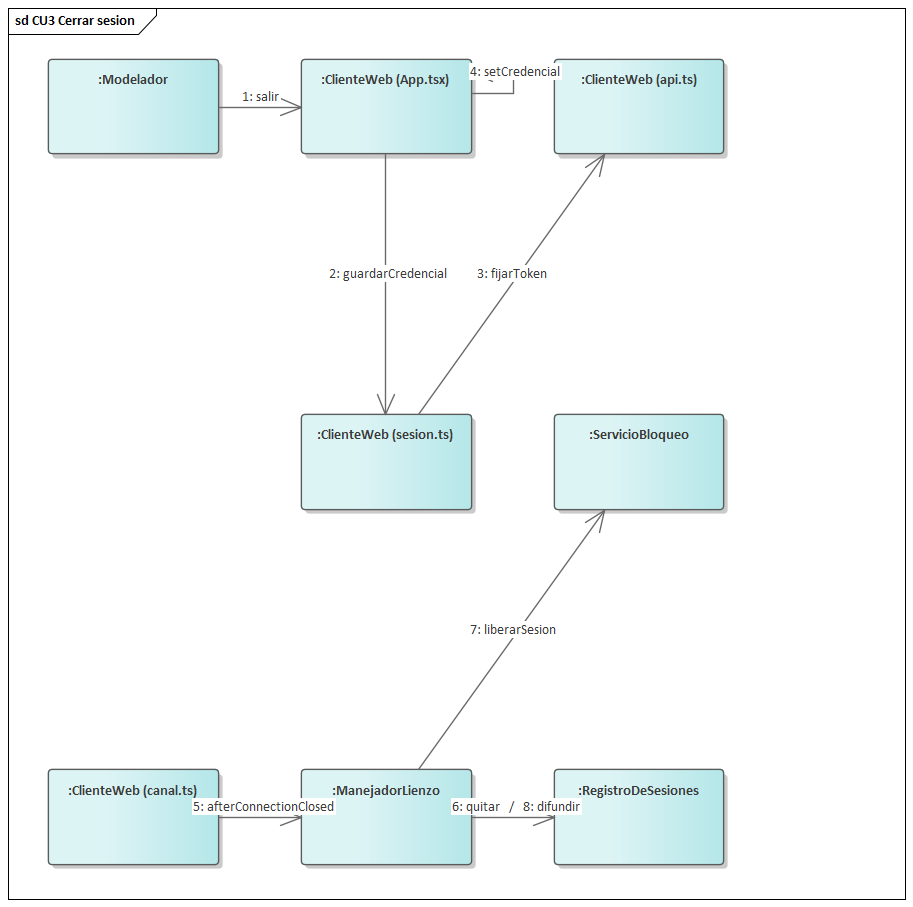 sd CU3 Cerrar sesion
:Modelador
:ClienteWeb (App.tsx)
4: setCredencial
:ClienteWeb (api.ts)
1: salir
2: guardarCredencial
3: fijarToken
:ClienteWeb (sesion.ts)
:ServicioBloqueo
7: liberarSesion
:ClienteWeb (canal.ts)
:ManejadorLienzo
:RegistroDeSesiones
5: afterConnectionClosed
6: quitar / 8: difundir